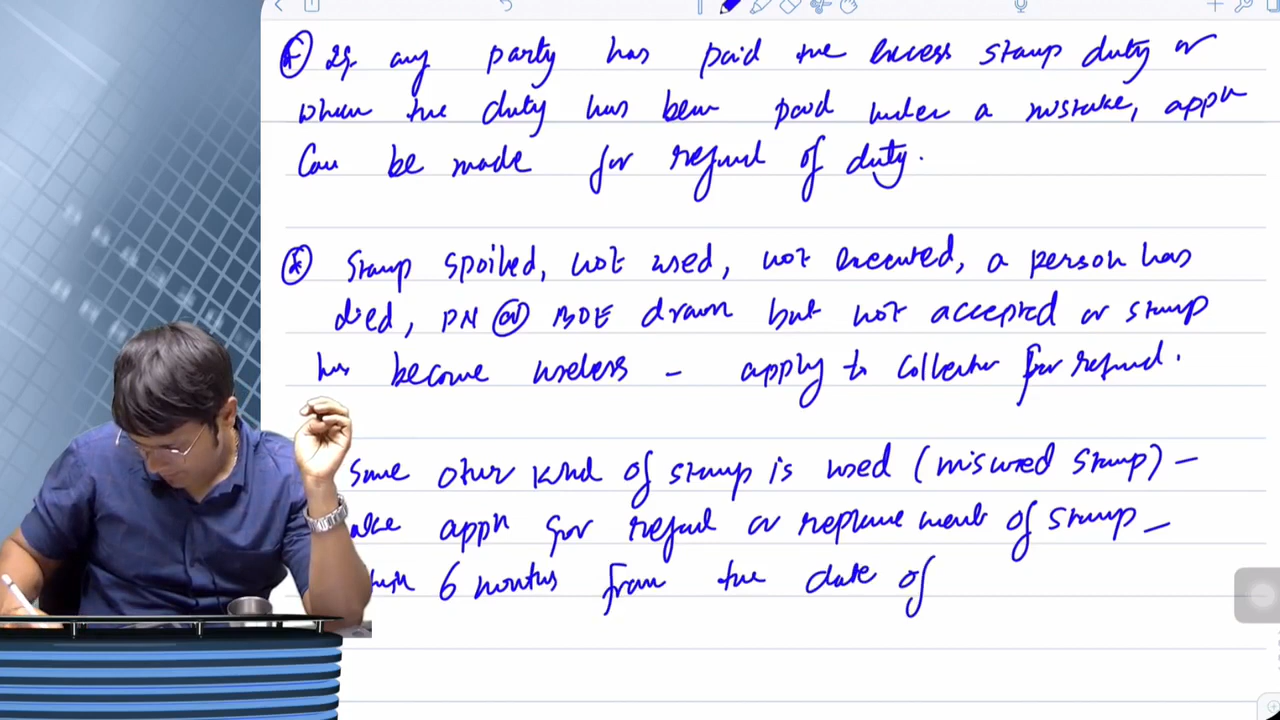 If any party has paid the excess stamp duty or
where the duty has been paid under a mistake, appn
can be made for refund of duty.
Stamp spoiled, not used, not executed, a person has
died, PN or BOE drawn but not accepted or stamp
has become useless - apply to Collector for refund.
Some other kind of stamp is used (misused stamp) -
appn for refund or replacement of stamp -
6 months from the date of